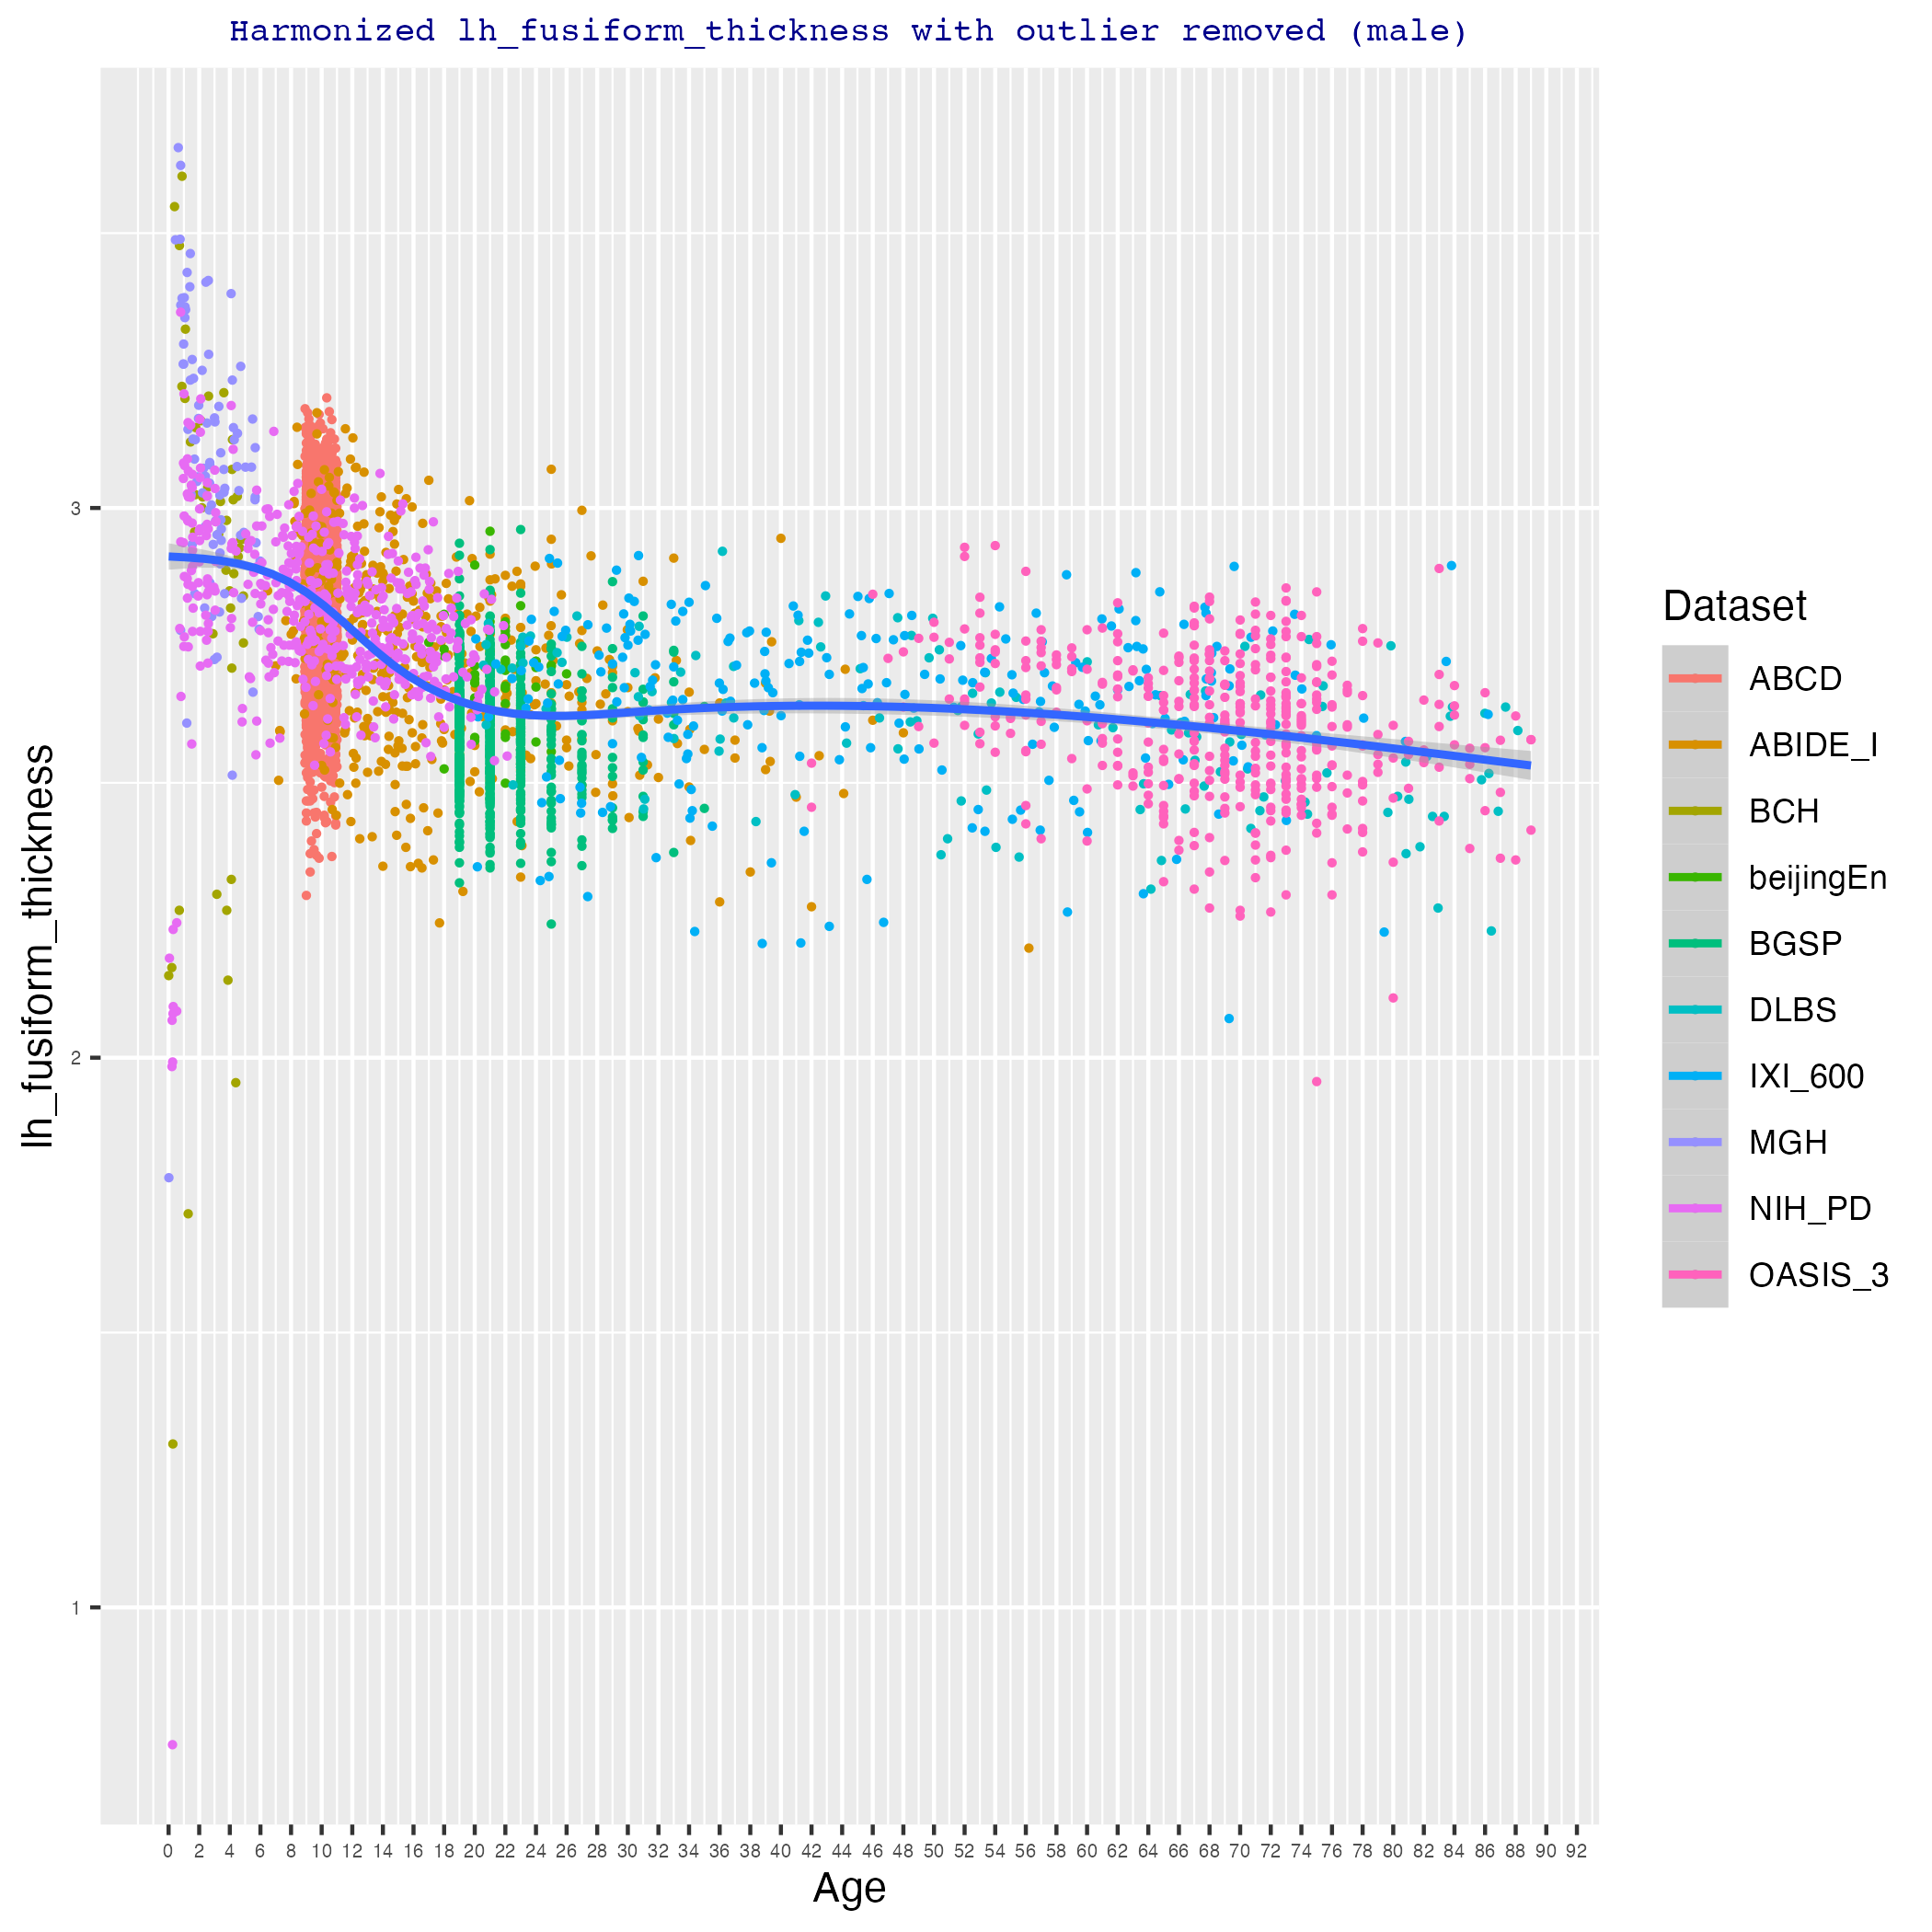 Harmonized lh_fusiform_thickness with outlier removed (male)
lh_fusiform_thickness
3
2
1
0 2 4 6 8 10 12 14 16 18 20 22 24 26 28 30 32 34 36 38 40 42 44 46 48 50 52 54 56 58 60 62 64 66 68 70 72 74 76 78 80 82 84 86 88 90 92
Age
Dataset
ABCD
ABIDE_I
BCH
beijingEn
BGSP
DLBS
IXI_600
MGH
NIH_PD
OASIS_3